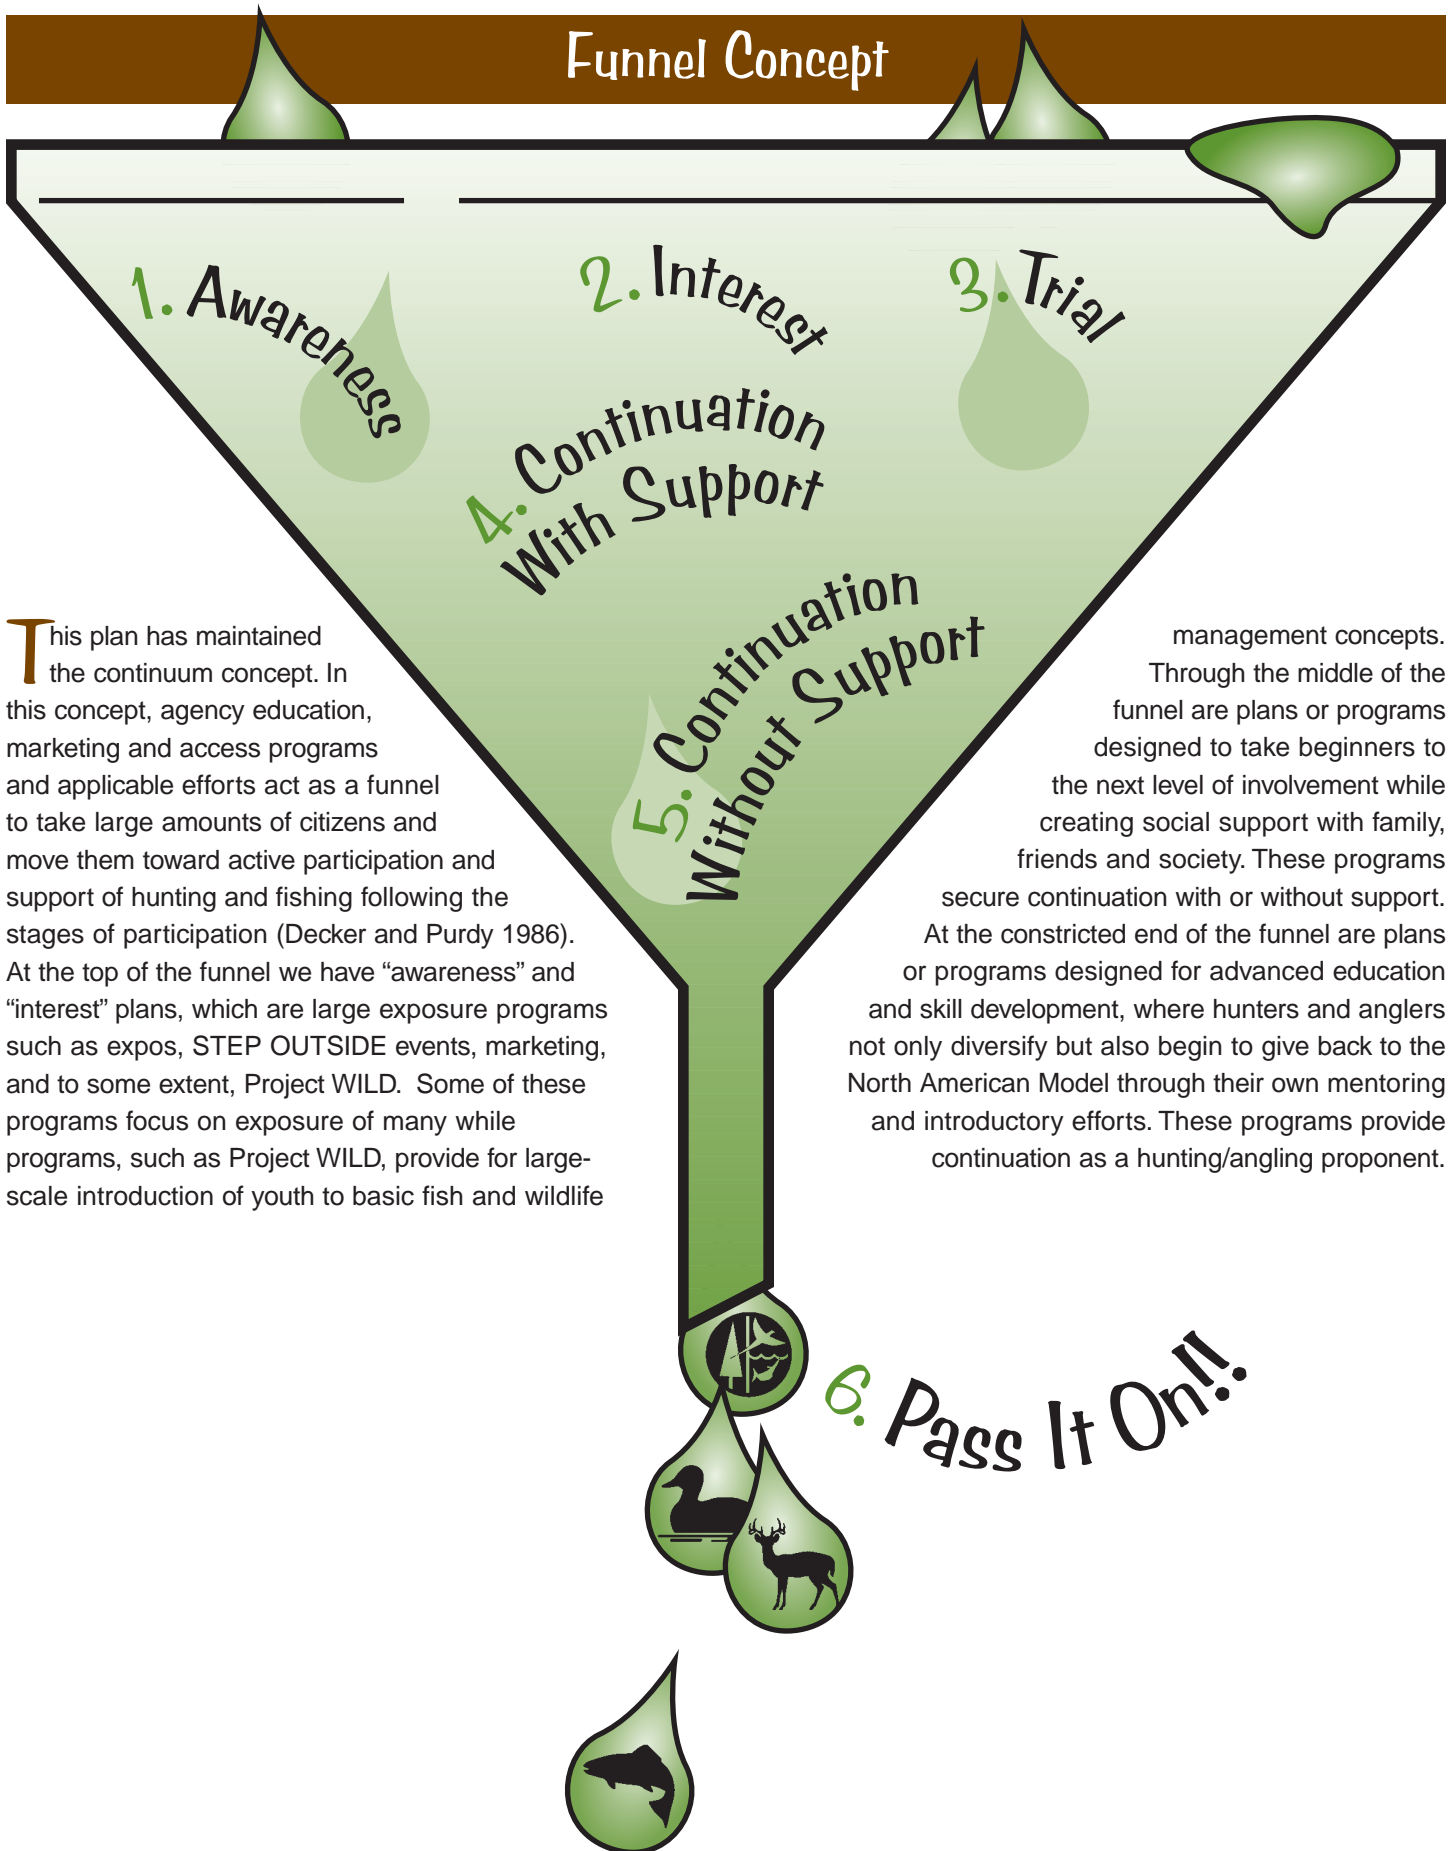 Funnel Concept
1. Awareness
2. Interest
3. Trial
4. Continuation
With Support
5. Continuation
Without Support
This plan has maintained
the continuum concept. In
this concept, agency education,
marketing and access programs
and applicable efforts act as a funnel
to take large amounts of citizens and
move them toward active participation and
support of hunting and fishing following the
stages of participation (Decker and Purdy 1986).
At the top of the funnel we have “awareness” and
“interest” plans, which are large exposure programs
such as expos, STEP OUTSIDE events, marketing,
and to some extent, Project WILD. Some of these
programs focus on exposure of many while
programs, such as Project WILD, provide for large-
scale introduction of youth to basic fish and wildlife
management concepts.
Through the middle of the
funnel are plans or programs
designed to take beginners to
the next level of involvement while
creating social support with family,
friends and society. These programs
secure continuation with or without support.
At the constricted end of the funnel are plans
or programs designed for advanced education
and skill development, where hunters and anglers
not only diversify but also begin to give back to the
North American Model through their own mentoring
and introductory efforts. These programs provide
continuation as a hunting/angling proponent.
6. Pass It On!!